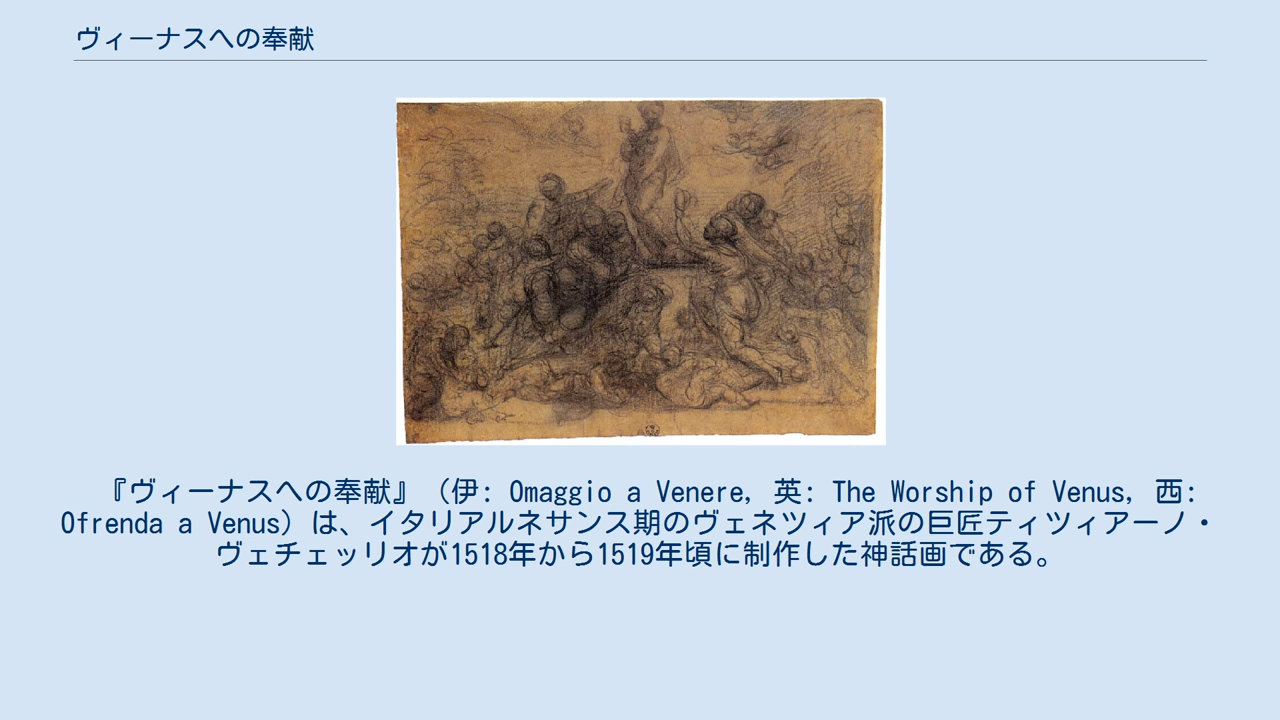 ヴィーナスへの奉献
『ヴィーナスへの奉献』（伊: Omaggio a Venere, 英: The Worship of Venus, 西:
Ofrenda a Venus）は、イタリアルネサンス期のヴェネツィア派の巨匠ティツィアーノ・
ヴェチェッリオが1518年から1519年頃に制作した神話画である。